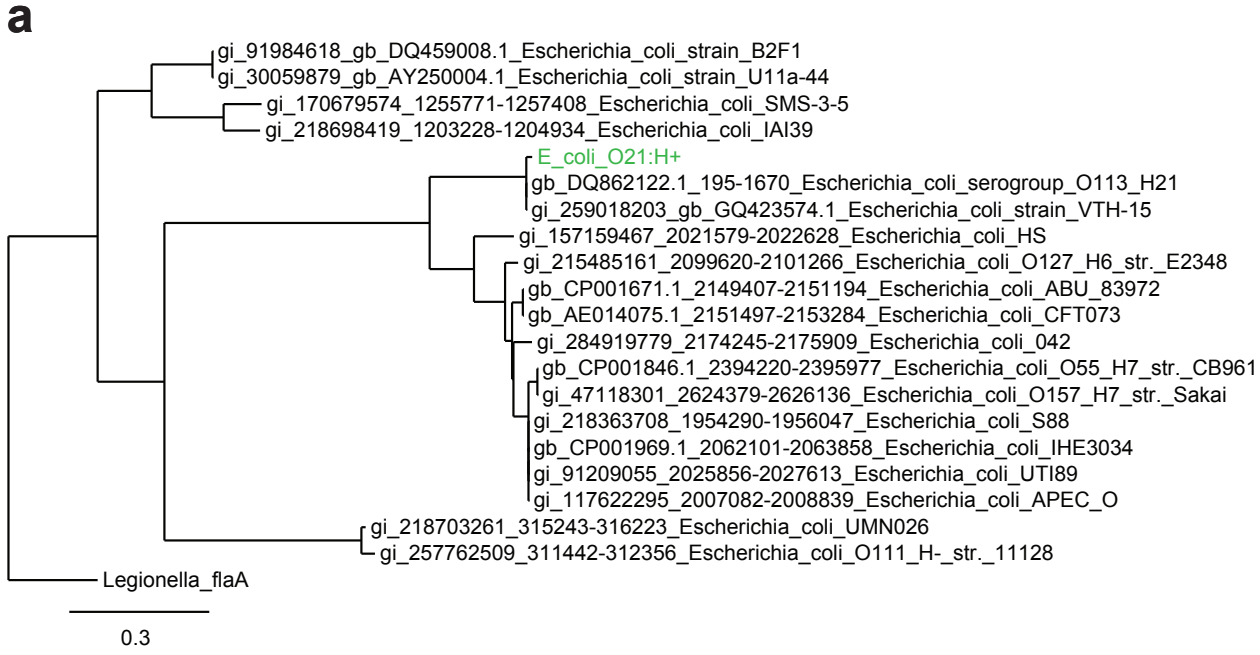 a
gi_91984618_gb_DQ459008.1_Escherichia_coli_strain_B2F1
gi_30059879_gb_AY250004.1_Escherichia_coli_strain_U11a-44
gi_170679574_1255771-1257408_Escherichia_coli_SMS-3-5
gi_218698419_1203228-1204934_Escherichia_coli_IAI39
E_coli_O21:H+
gb_DQ862122.1_195-1670_Escherichia_coli_serogroup_O113_H21
gi_259018203_gb_GQ423574.1_Escherichia_coli_strain_VTH-15
gi_157159467_2021579-2022628_Escherichia_coli_HS
gi_215485161_2099620-2101266_Escherichia_coli_O127_H6_str._E2348
gb_CP001671.1_2149407-2151194_Escherichia_coli_ABU_83972
gb_AE014075.1_2151497-2153284_Escherichia_coli_CFT073
gi_284919779_2174245-2175909_Escherichia_coli_042
gb_CP001846.1_2394220-2395977_Escherichia_coli_O55_H7_str._CB961
gi_47118301_2624379-2626136_Escherichia_coli_O157_H7_str._Sakai
gi_218363708_1954290-1956047_Escherichia_coli_S88
gb_CP001969.1_2062101-2063858_Escherichia_coli_IHE3034
gi_91209055_2025856-2027613_Escherichia_coli_UTI89
gi_117622295_2007082-2008839_Escherichia_coli_APEC_O
gi_218703261_315243-316223_Escherichia_coli_UMN026
gi_257762509_311442-312356_Escherichia_coli_O111_H-_str._11128
Legionella_flaA
0.3